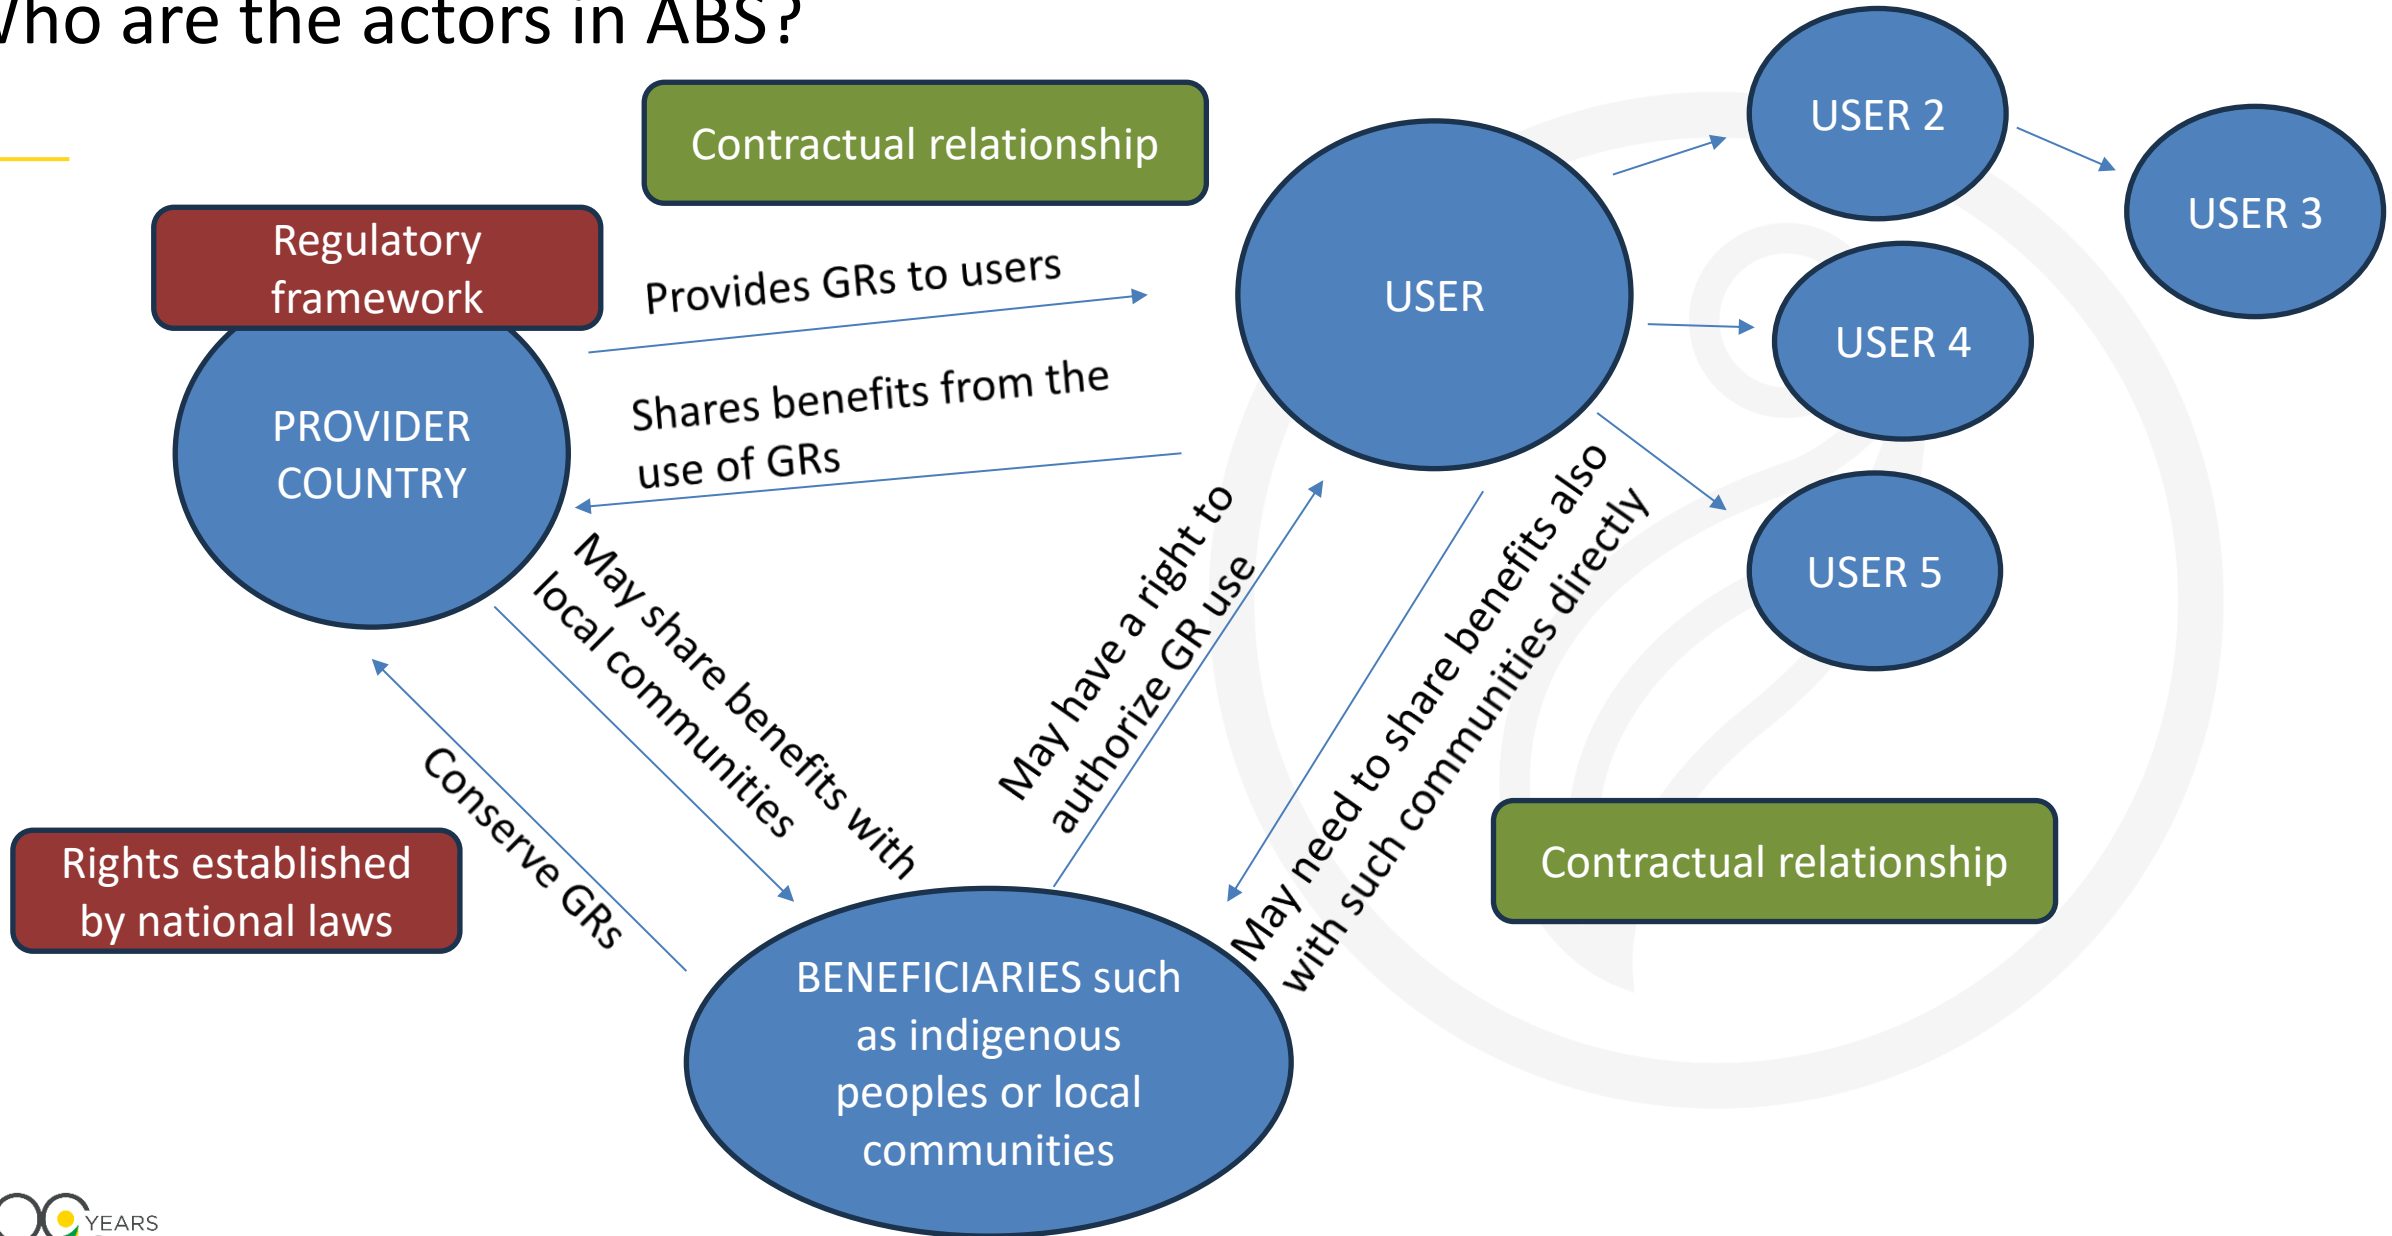 Who are the actors in ABS?
Contractual relationship
Regulatory
framework
Provides GRs to users
Shares benefits from the
use of GRs
PROVIDER
COUNTRY
USER
USER 2
USER 3
USER 4
USER 5
May share benefits with
local communities
Conserve GRs
May have a right to
authorize GR use
May need to share benefits also
with such communities directly
Rights established
by national laws
Contractual relationship
BENEFICIARIES such
as indigenous
peoples or local
communities
YEARS